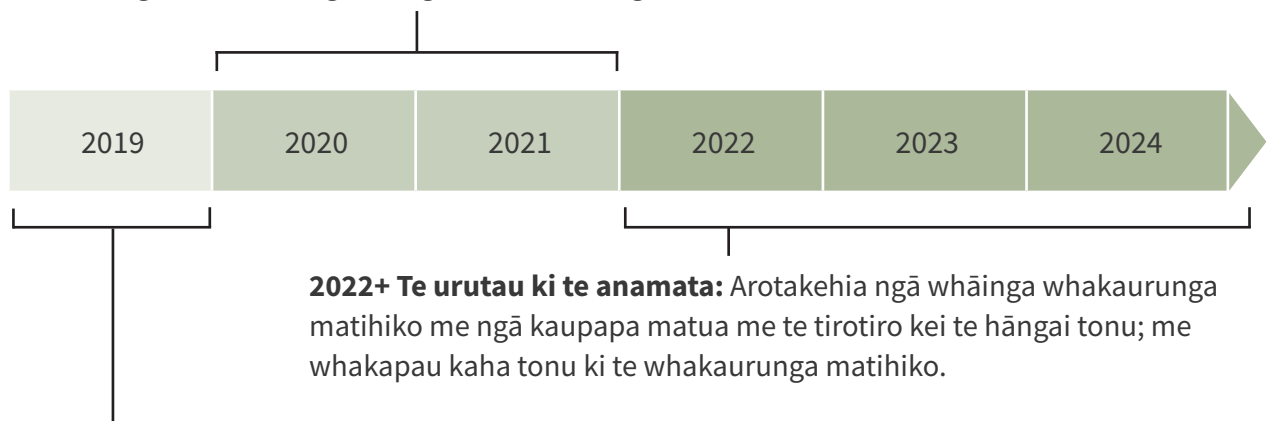 2019
2020
2021
2022
2023
2024
2022+ Te urutau ki te anamata: Arotakehia ngā whāinga whakaurunga
matihiko me ngā kaupapa matua me te tirotiro kei te hāngai tonu; me
whakapau kaha tonu ki te whakaurunga matihiko.